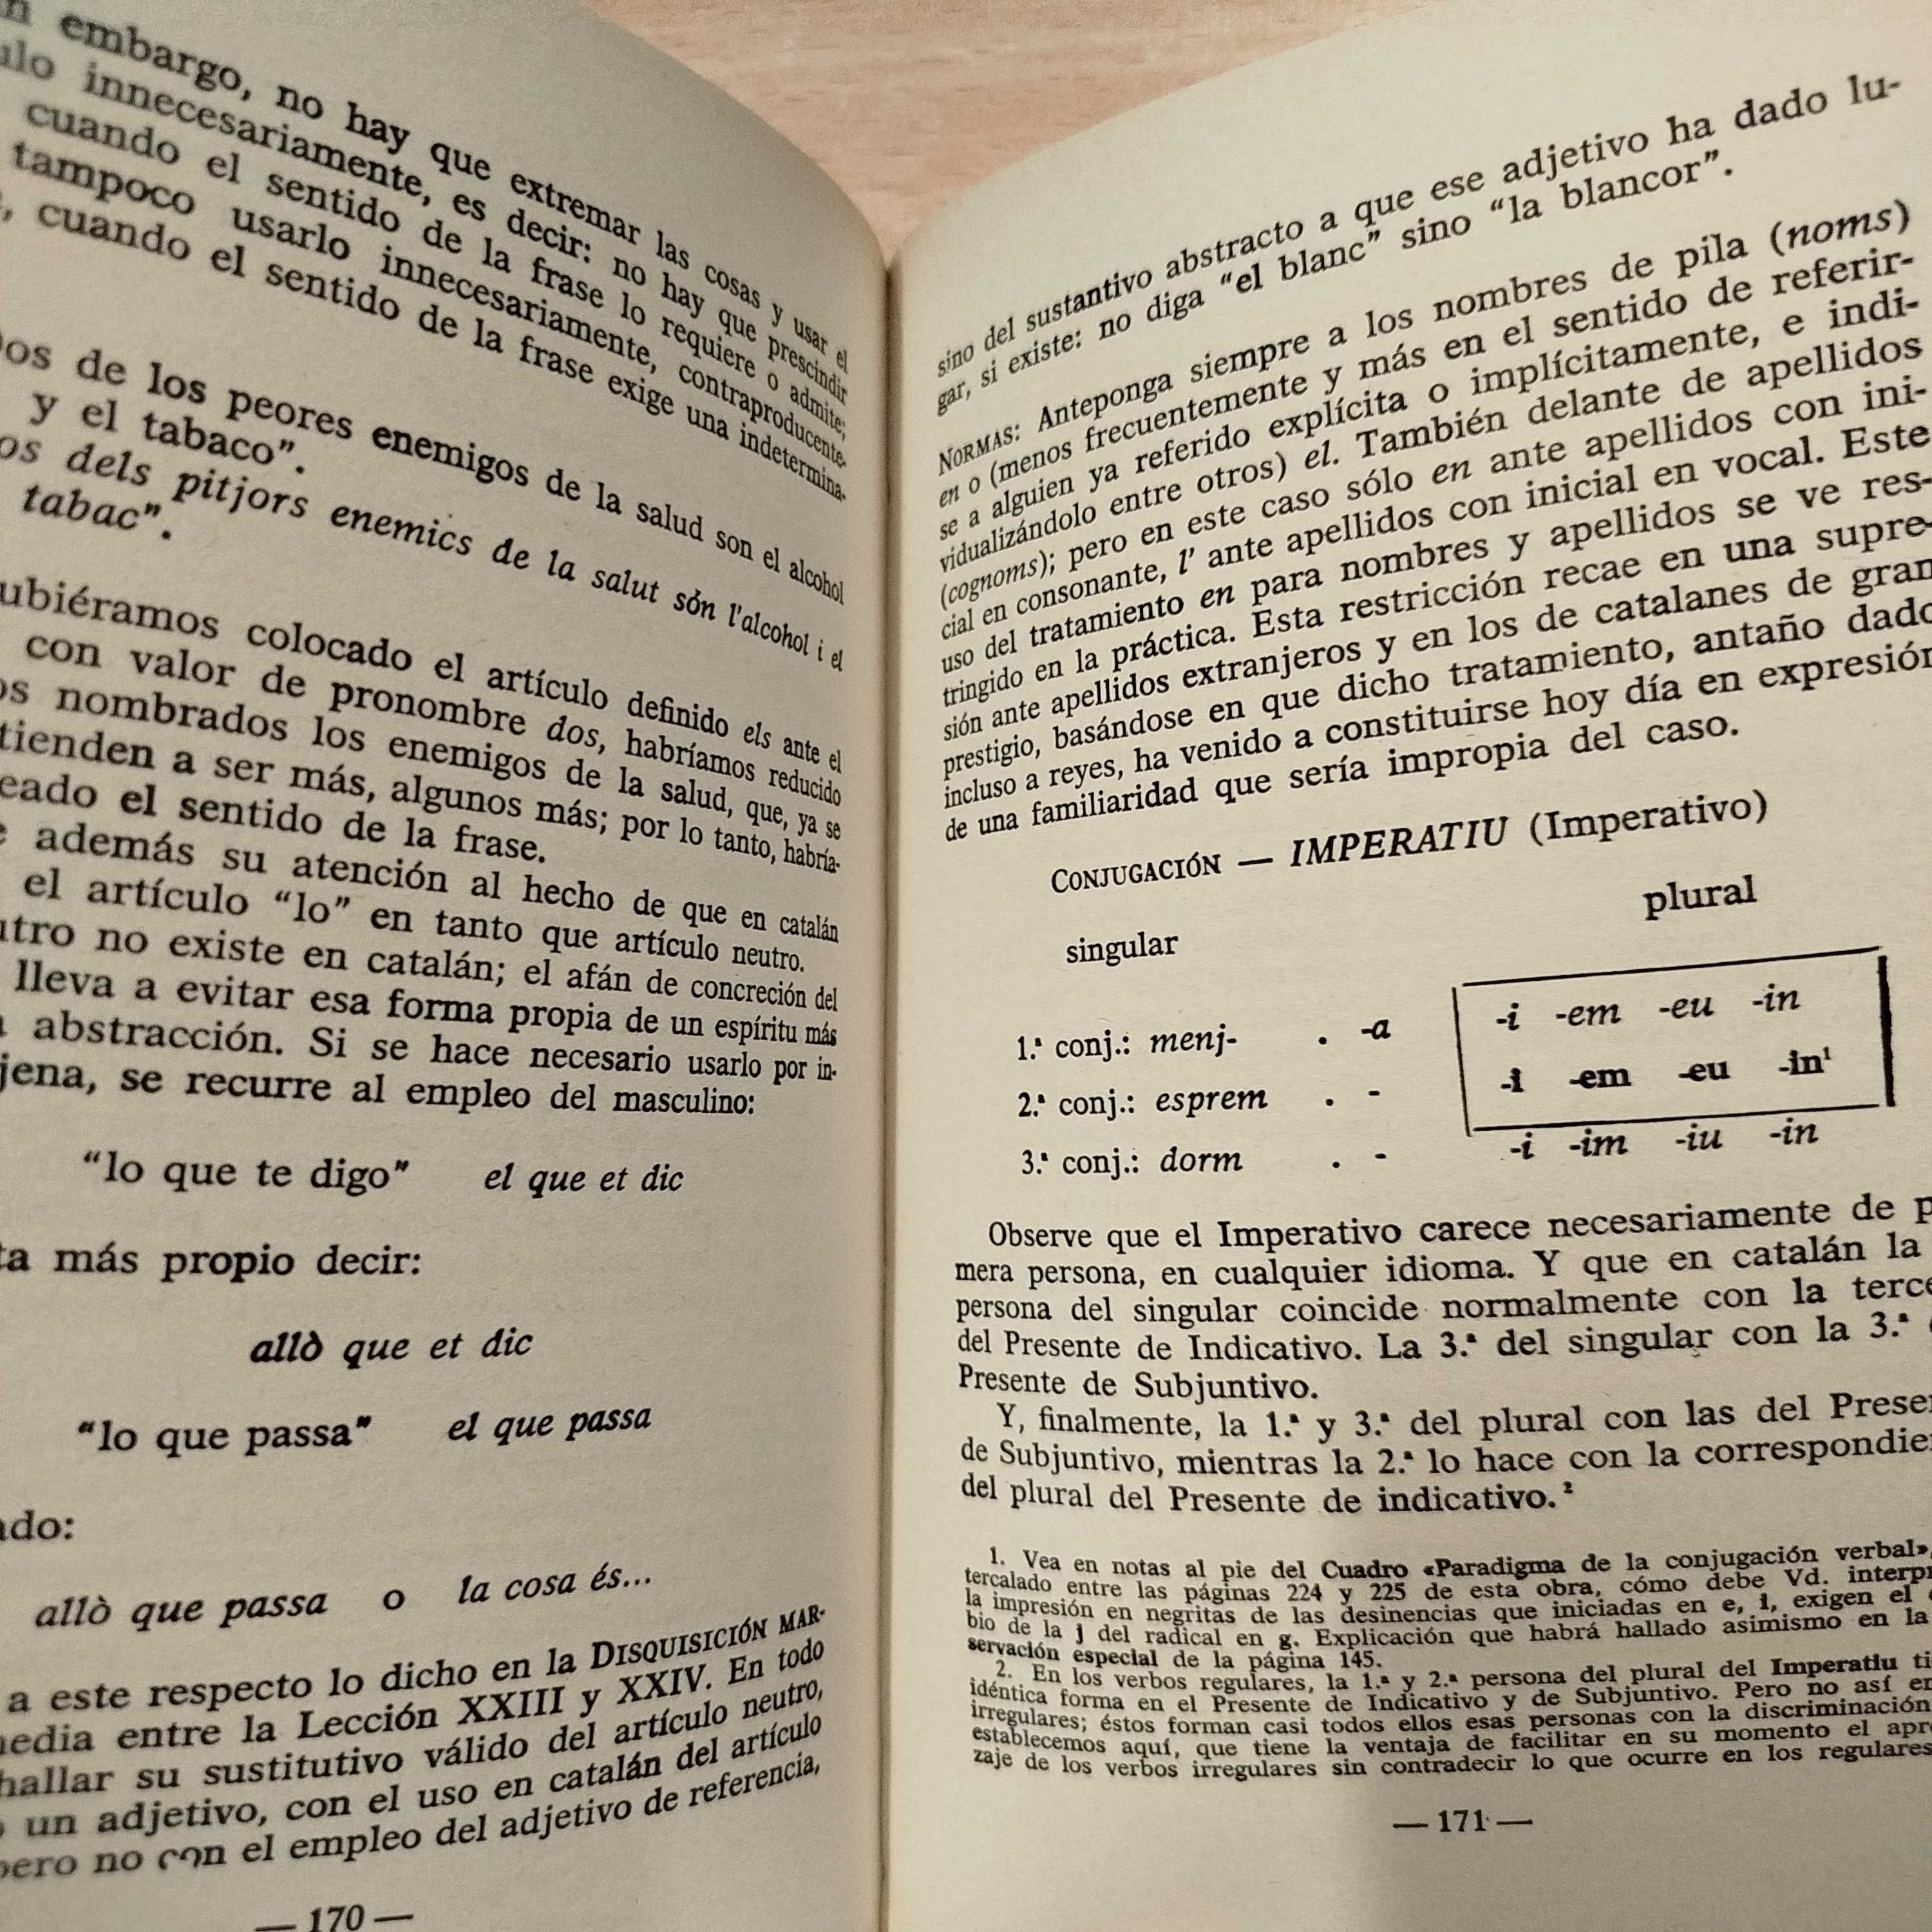 embargo, no hay que extremar las cosas y usar el
innecesariamente, es decir: no hay que prescindir
cuando el sentido de la frase lo requiere o admite;
tampoco usarlo innecesariamente, contraproducente-
cuando el sentido de la frase exige una indetermina-
de los peores enemigos de la salud son el alcohol
y el tabaco".
dels pitjors enemics de la salut són l'alcohol i el
tabac".
ubiéramos colocado el artículo definido els ante el
con valor de pronombre dos, habríamos reducido
nombrados los enemigos de la salud, que, ya se
tienden a ser más, algunos más; por lo tanto, habría-
eado el sentido de la frase.
además su atención al hecho de que en catalán
el artículo "lo" en tanto que artículo neutro.
utro no existe en catalán; el afán de concreción del
lleva a evitar esa forma propia de un espíritu más
abstracción. Si se hace necesario usarlo por in-
jena, se recurre al empleo del masculino:
"lo que te digo" el que et dic
ta más propio decir:
allò que et dic
"lo que passa" el que passa
ado:
allò que passa o la cosa és...
a este respecto lo dicho en la DISQUISICIÓN MAR-
media entre la Lección XXIII y XXIV. En todo
hallar su sustitutivo válido del artículo neutro,
un adjetivo, con el uso en catalán del artículo
pero no con el empleo del adjetivo de referencia,
— 170 —
sino del sustantivo abstracto a que ese adjetivo ha dado lu-
gar, si existe: no diga "el blanc" sino "la blancor".
NORMAS: Anteponga siempre a los nombres de pila (noms)
en o (menos frecuentemente y más en el sentido de referir-
se a alguien ya referido explícita o implícitamente, e indi-
vidualizándolo entre otros) el. También delante de apellidos
(cognoms); pero en este caso sólo en ante apellidos con ini-
cial en consonante, l' ante apellidos con inicial en vocal. Este
uso del tratamiento en para nombres y apellidos se ve res-
tringido en la práctica. Esta restricción recae en una supre-
sión ante apellidos extranjeros y en los de catalanes de gran
prestigio, basándose en que dicho tratamiento, antaño dado
incluso a reyes, ha venido a constituirse hoy día en expresión
de una familiaridad que sería impropia del caso.
CONJUGACIÓN — IMPERATIU (Imperativo)
singular plural
1.ª conj.: menj- . -a -i -em -eu -in
2.ª conj.: esprem . - -i -em -eu -in¹
3.ª conj.: dorm . - -i -im -iu -in
Observe que el Imperativo carece necesariamente de p
mera persona, en cualquier idioma. Y que en catalán la
persona del singular coincide normalmente con la terce
del Presente de Indicativo. La 3.ª del singular con la 3.ª
Presente de Subjuntivo.
Y, finalmente, la 1.ª y 3.ª del plural con las del Prese
de Subjuntivo, mientras la 2.ª lo hace con la correspondie
del plural del Presente de indicativo.²
1. Vea en notas al pie del Cuadro «Paradigma de la conjugación verbal»,
tercalado entre las páginas 224 y 225 de esta obra, cómo debe Vd. interpr
la impresión en negritas de las desinencias que iniciadas en e, i, exigen el
bio de la j del radical en g. Explicación que habrá hallado asimismo en la
servación especial de la página 145.
2. En los verbos regulares, la 1.ª y 2.ª persona del plural del Imperatiu ti
idéntica forma en el Presente de Indicativo y de Subjuntivo. Pero no así en
irregulares; éstos forman casi todos ellos esas personas con la discriminación
establecemos aquí, que tiene la ventaja de facilitar en su momento el apre
zaje de los verbos irregulares sin contradecir lo que ocurre en los regulares
— 171 —